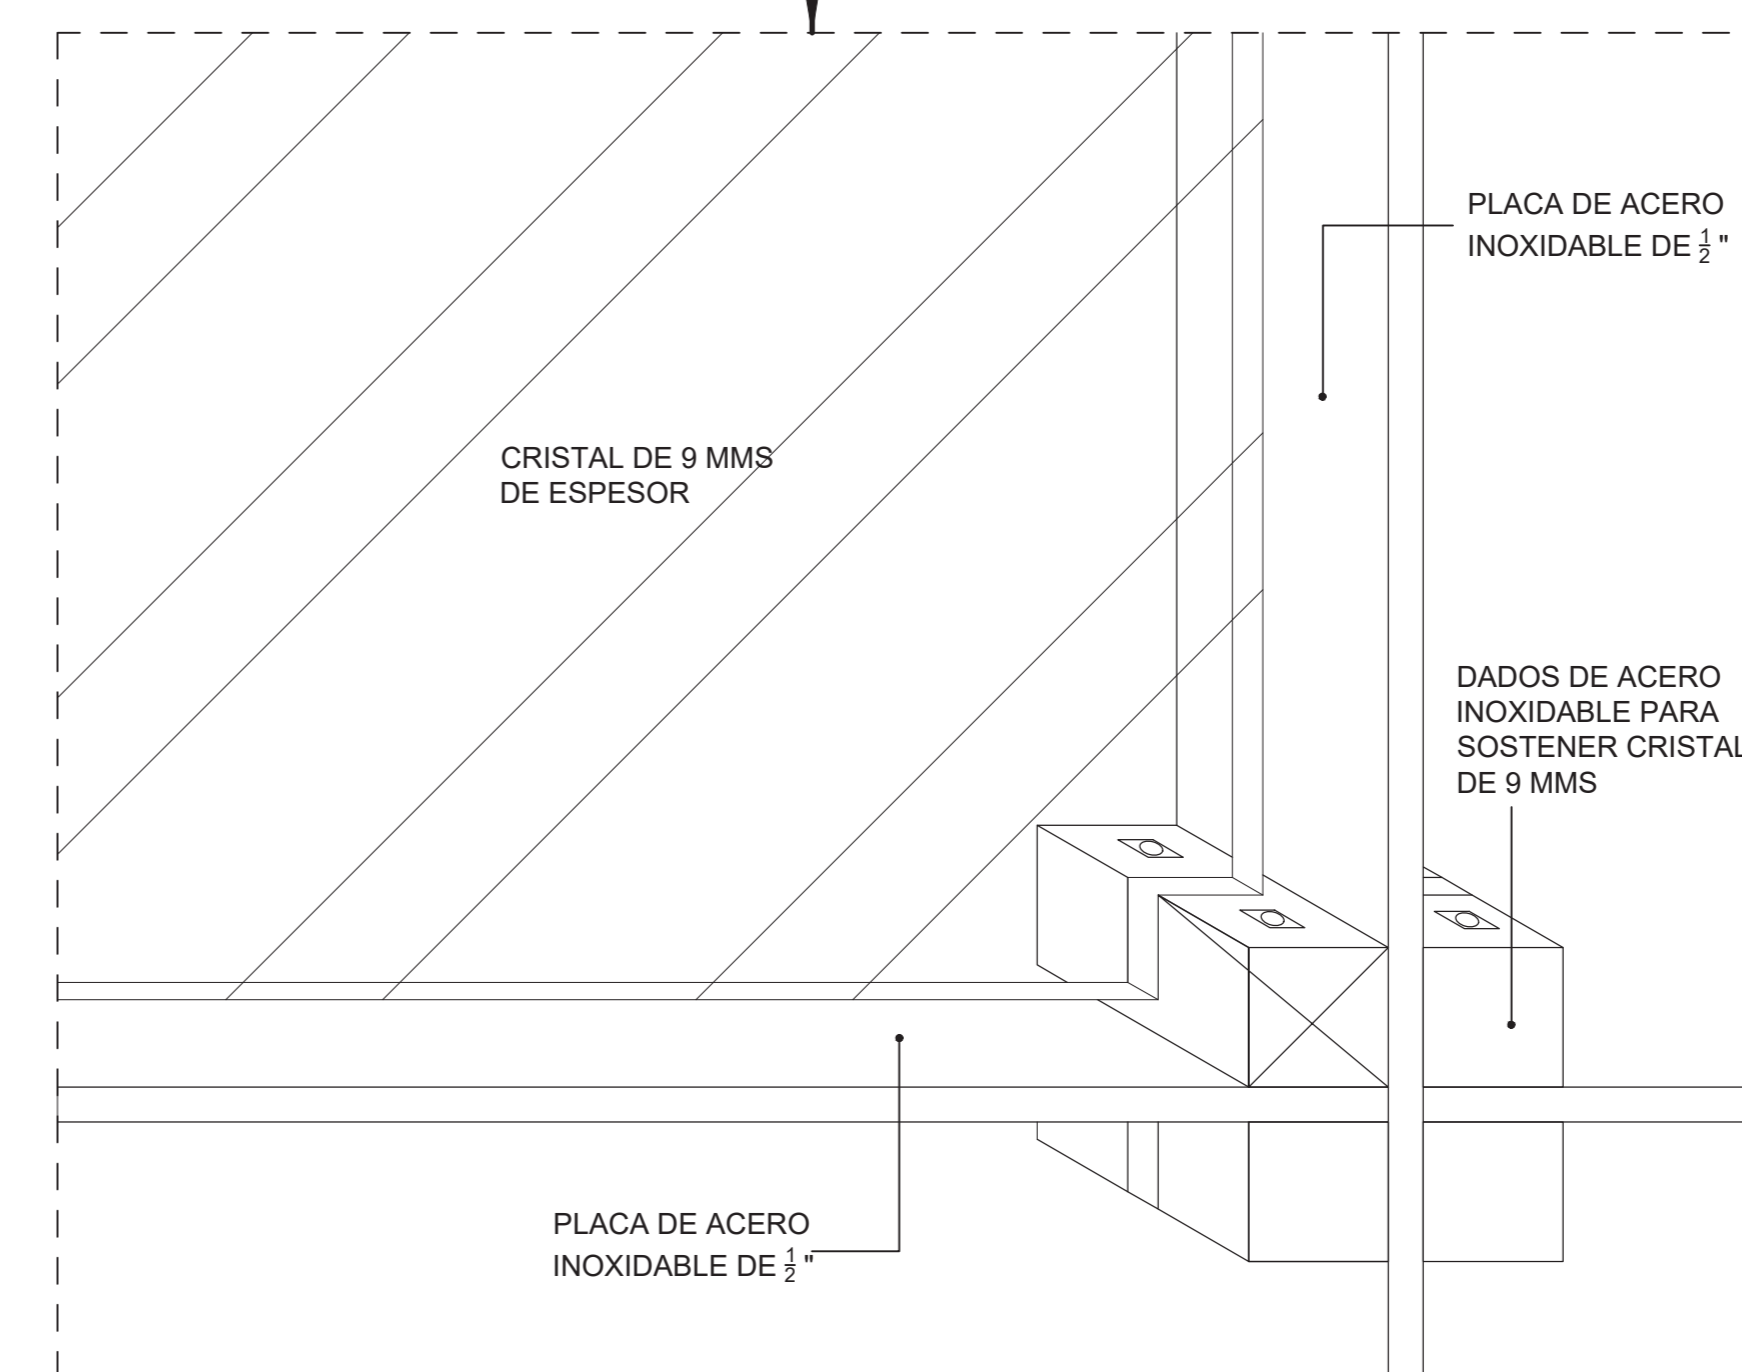 PLACA DE ACERO
INOXIDABLE DE ½"
CRISTAL DE 9 MMS
DE ESPESOR
DADOS DE ACERO
INOXIDABLE PARA
SOSTENER CRISTAL
DE 9 MMS
PLACA DE ACERO
INOXIDABLE DE ½"